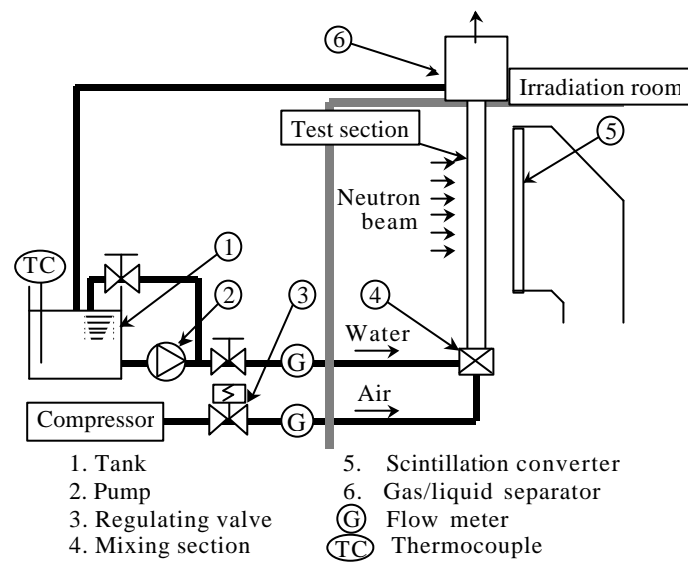 6
Irradiation room
Test section
5
Neutron
beam
TC
1
2
3
4
Water
G
Air
Compressor
G
1. Tank
2. Pump
3. Regulating valve
4. Mixing section
5. Scintillation converter
6. Gas/liquid separator
G Flow meter
TC Thermocouple